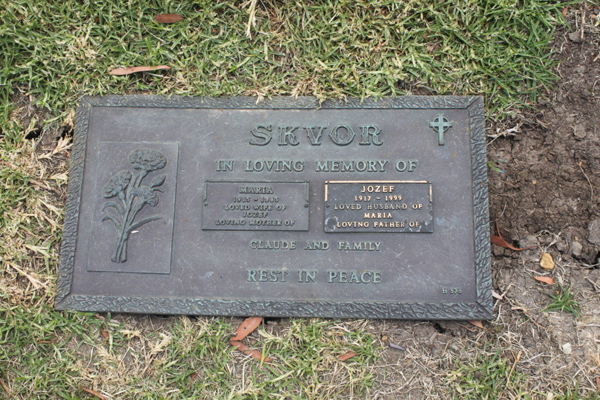 SKVOR
IN LOVING MEMORY OF
MARIA
LOVED WIFE OF
JOZEF
LOVING MOTHER OF
JOZEF
1917 - 1999
LOVED HUSBAND OF
MARIA
LOVING FATHER OF
CLAUDE AND FAMILY
REST IN PEACE